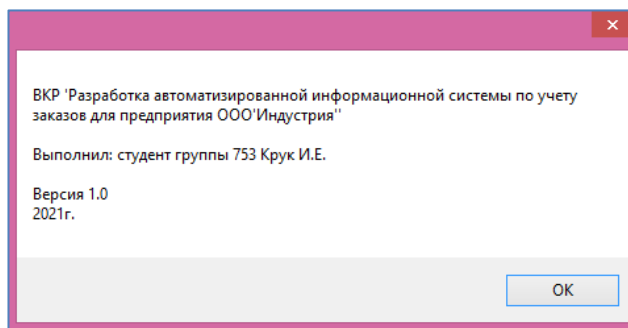 ВКР 'Разработка автоматизированной информационной системы по учету
заказов для предприятия ООО'Индустрия''
Выполнил: студент группы 753 Крук И.Е.
Версия 1.0
2021г.
ОК